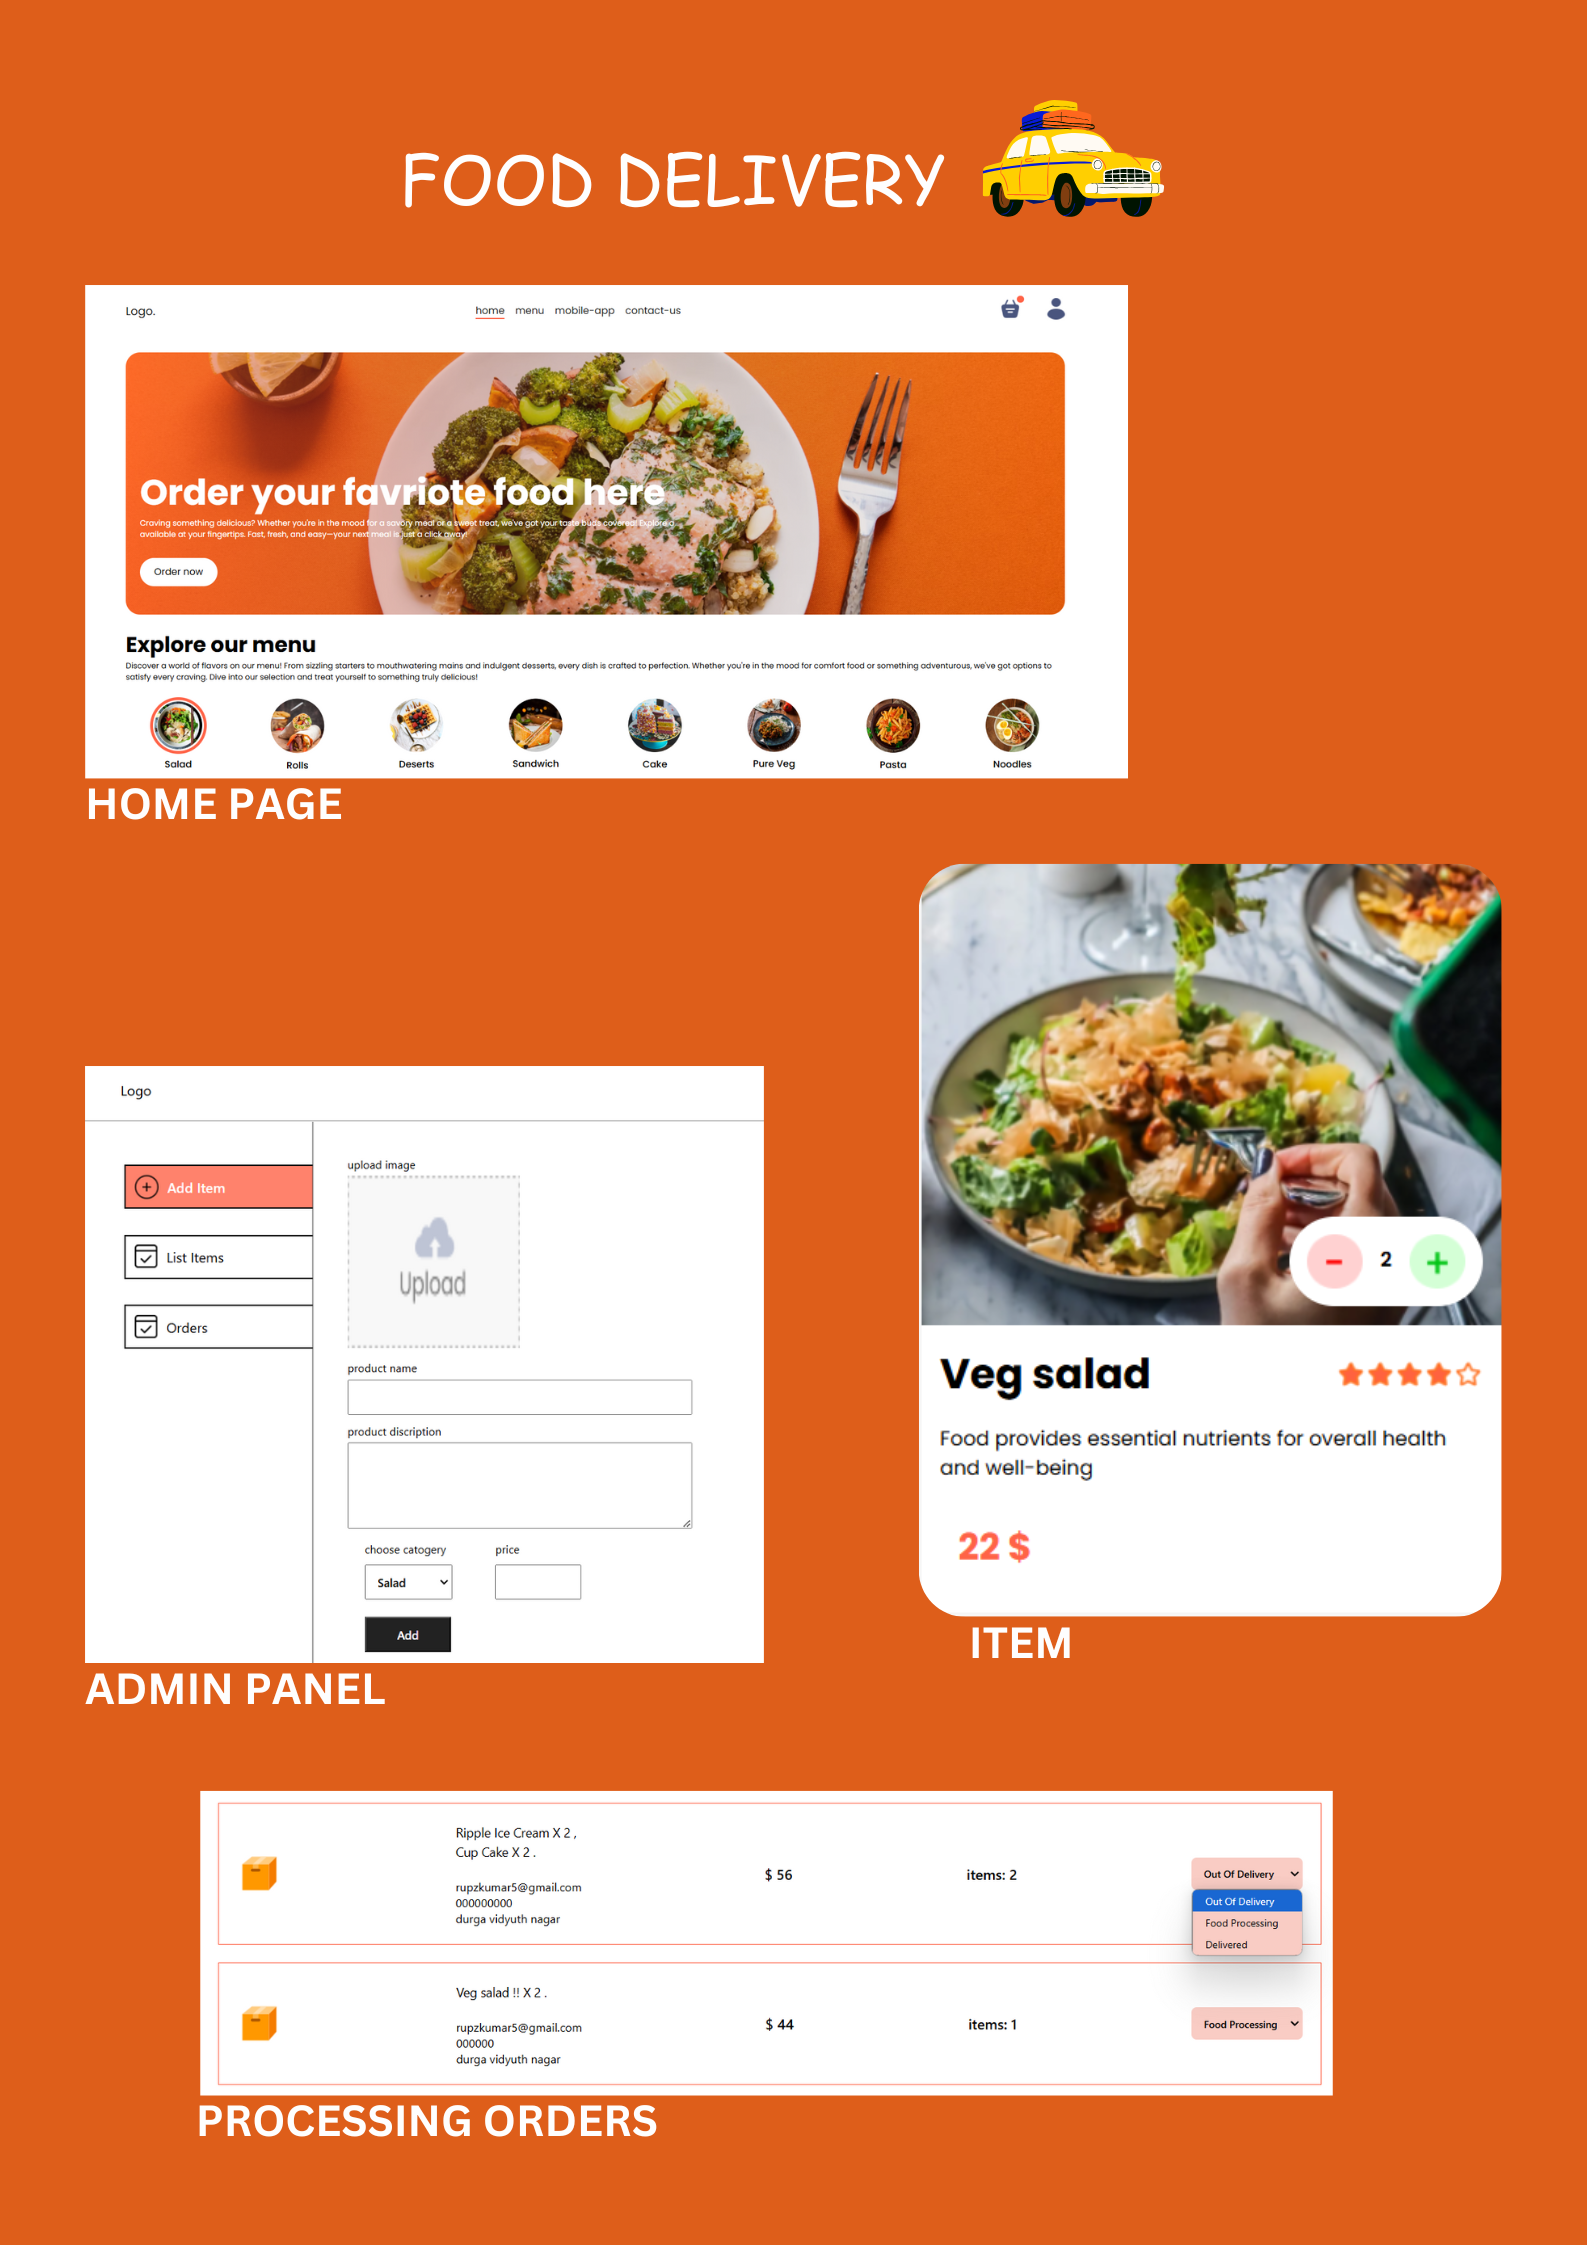 FOOD DELIVERY
Logo.
home menu mobile-app contact-us
Order your favriote food here
Craving something delicious? Whether you're in the mood for a savory meal or a sweet treat, we've got your taste buds covered! Explore a
available at your fingertips. Fast, fresh, and easy—your next meal is just a click away!
Order now
Explore our menu
Discover a world of flavors on our menu! From sizzling starters to mouthwatering mains and indulgent desserts, every dish is crafted to perfection. Whether you're in the mood for comfort food or something adventurous, we've got options to
satisfy every craving. Dive into our selection and treat yourself to something truly delicious!
Salad Rolls Deserts Sandwich Cake Pure Veg Pasta Noodles
HOME PAGE
Logo
Add Item
List Items
Orders
upload image
Upload
product name
product discription
choose catogery price
Salad
Add
ADMIN PANEL
- 2 +
Veg salad
Food provides essential nutrients for overall health
and well-being
22 $
ITEM
Ripple Ice Cream X 2 ,
Cup Cake X 2 .
rupzkumar5@gmail.com
000000000
durga vidyuth nagar
$ 56
items: 2
Out Of Delivery
Out Of Delivery
Food Processing
Delivered
Veg salad !! X 2 .
rupzkumar5@gmail.com
000000
durga vidyuth nagar
$ 44
items: 1
Food Processing
PROCESSING ORDERS